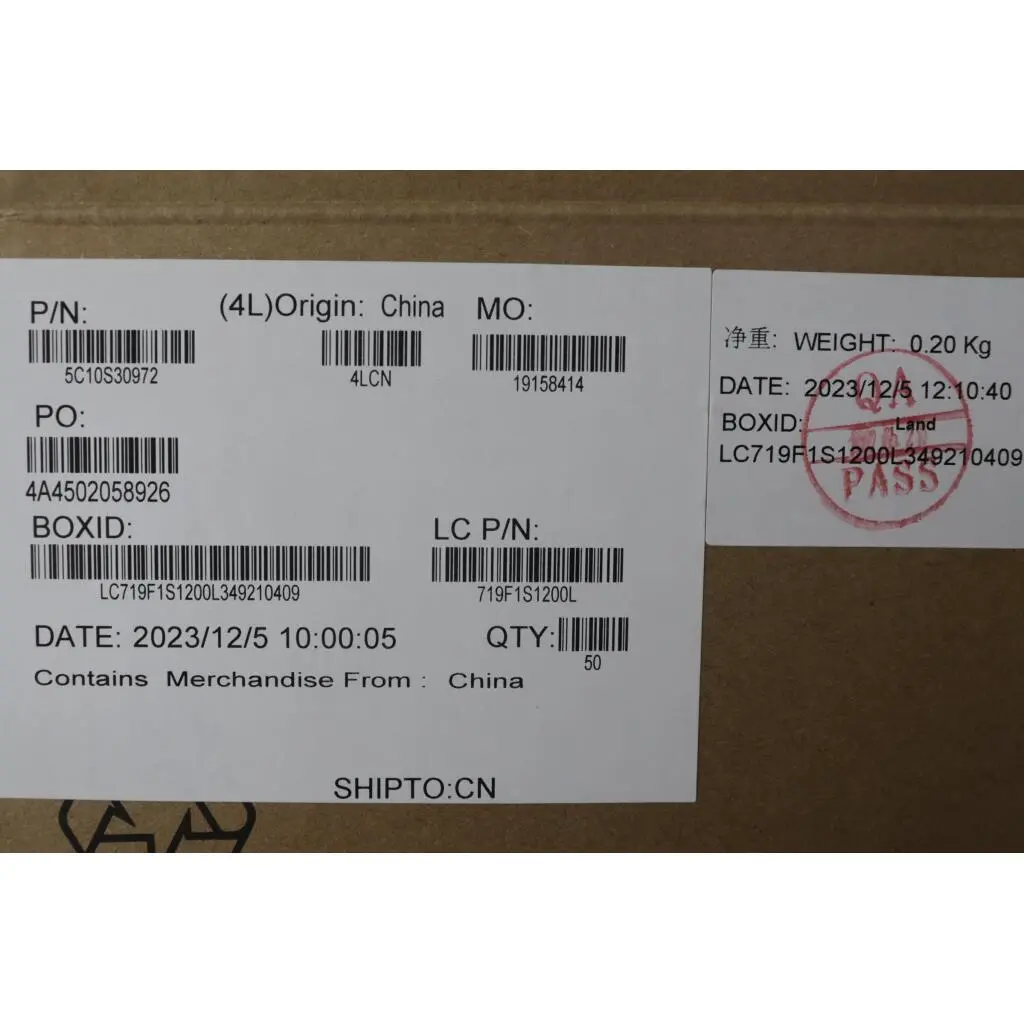 P/N:
(4L)Origin: China
MO:
5C10S30972
4LCN
19158414
PO:
4A4502058926
BOXID:
LC P/N:
LC719F1S1200L349210409
719F1S1200L
DATE: 2023/12/5 10:00:05
QTY:
50
Contains Merchandise From : China
SHIPTO:CN
净重: WEIGHT: 0.20 Kg
DATE: 2023/12/5 12:10:40
BOXID:
Land
LC719F1S1200L349210409
QA
PASS